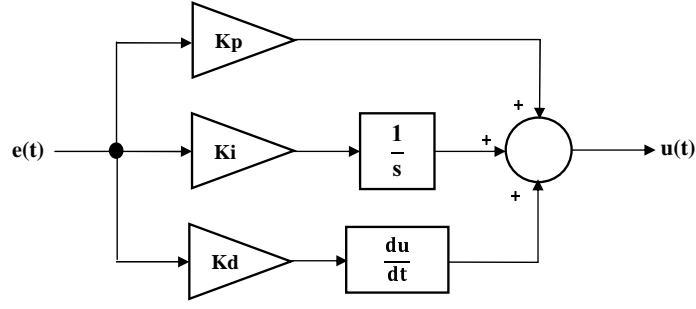 Kp
+
e(t)
Ki
1
s
+
u(t)
+
Kd
du
dt